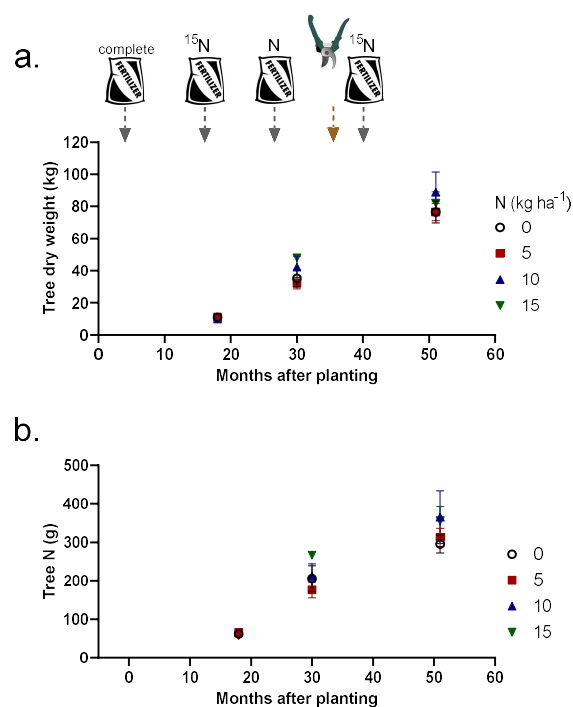 a.
complete
¹⁵N
N
¹⁵N
FERTILIZER
FERTILIZER
FERTILIZER
FERTILIZER
Tree dry weight (kg)
120
100
80
60
40
20
0
0 10 20 30 40 50 60
Months after planting
N (kg ha⁻¹)
0
5
10
15
b.
Tree N (g)
500
400
300
200
100
0
0 10 20 30 40 50 60
Months after planting
0
5
10
15